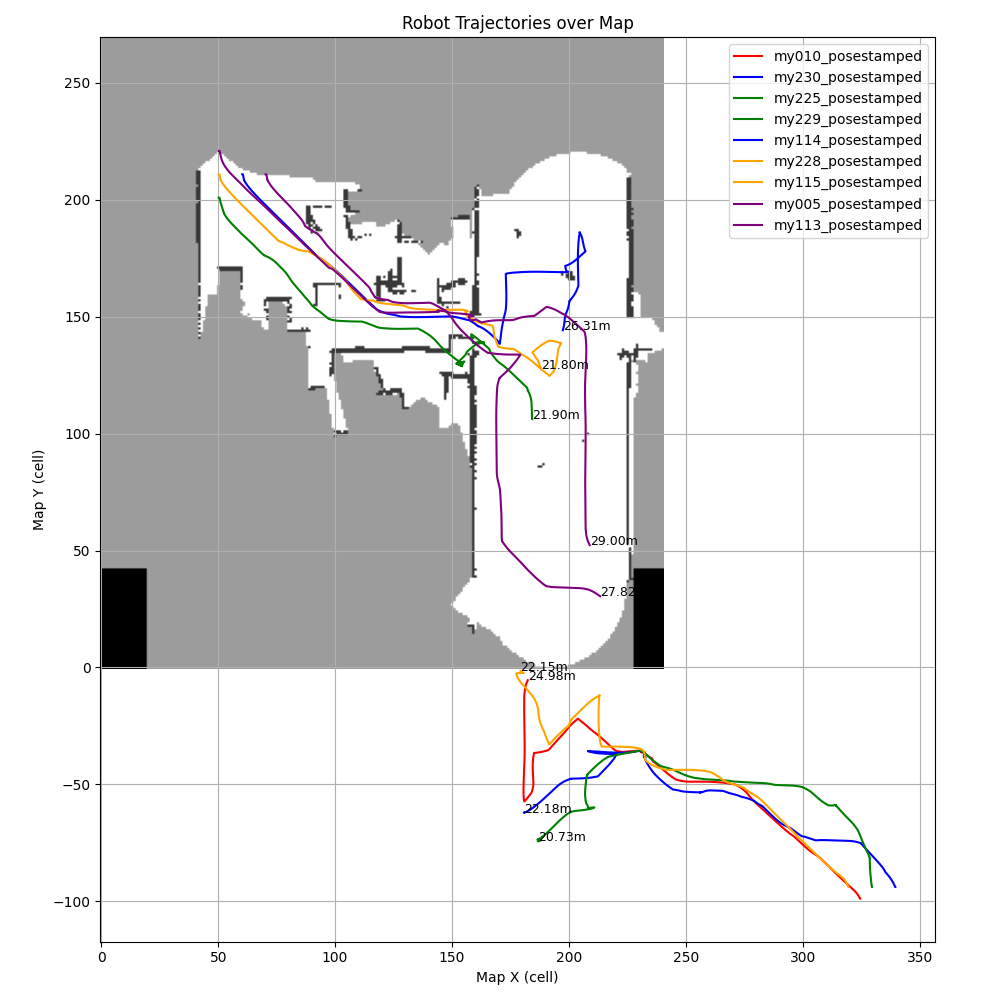 Robot Trajectories over Map
my010_posestamped
my230_posestamped
my225_posestamped
my229_posestamped
my114_posestamped
my228_posestamped
my115_posestamped
my005_posestamped
my113_posestamped
250
200
150
100
50
0
−50
−100
26.31m
21.80m
21.90m
29.00m
27.82
22.15m
24.98m
22.18m
20.73m
0
50
100
150
200
250
300
350
Map X (cell)
Map Y (cell)